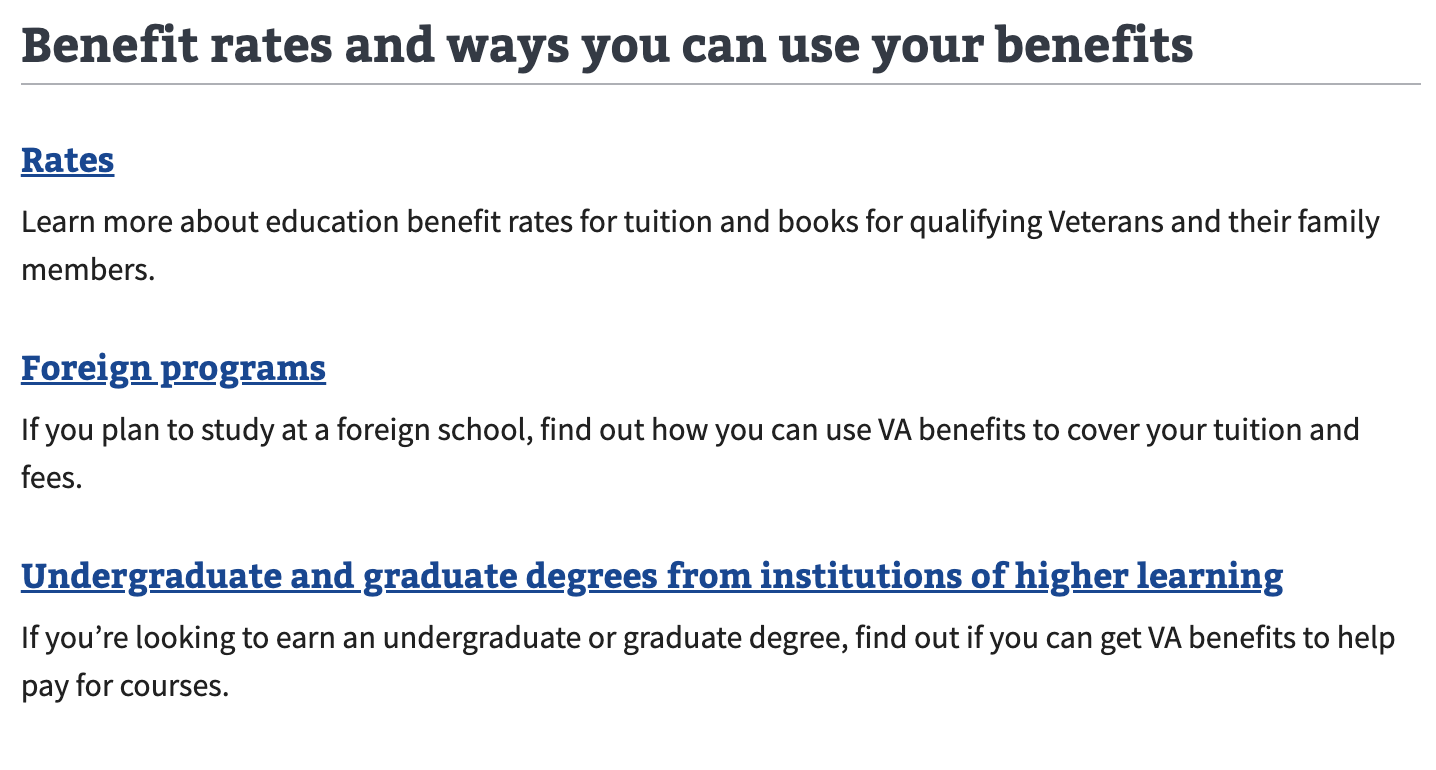 Benefit rates and ways you can use your benefits
Rates
Learn more about education benefit rates for tuition and books for qualifying Veterans and their family
members.
Foreign programs
If you plan to study at a foreign school, find out how you can use VA benefits to cover your tuition and
fees.
Undergraduate and graduate degrees from institutions of higher learning
If you’re looking to earn an undergraduate or graduate degree, find out if you can get VA benefits to help
pay for courses.